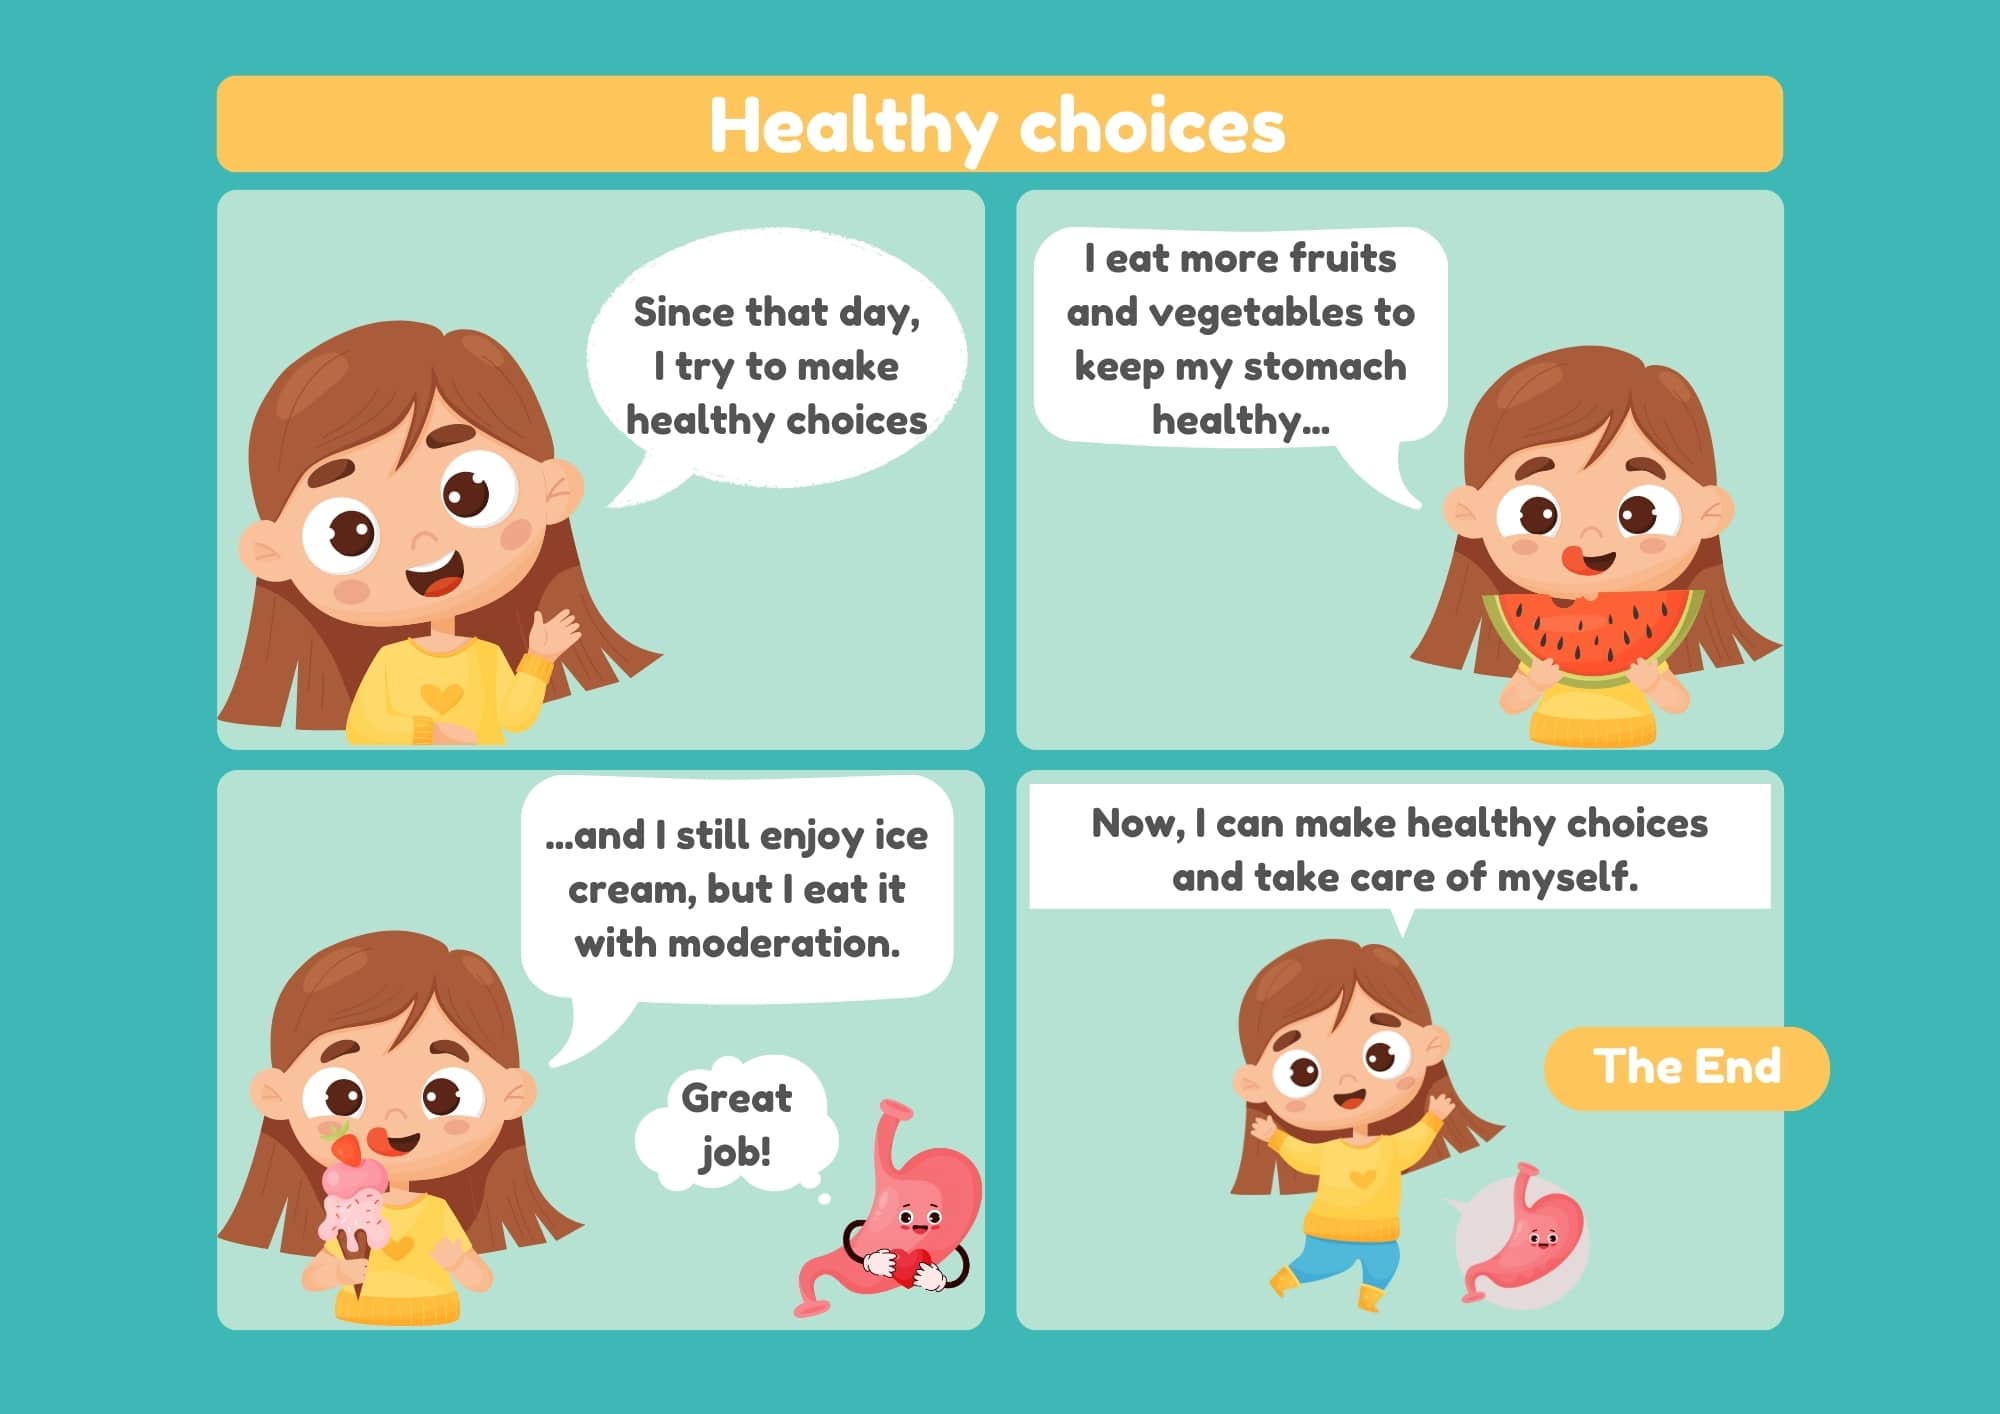 Healthy choices
Since that day,
I try to make
healthy choices
I eat more fruits
and vegetables to
keep my stomach
healthy...
...and I still enjoy ice
cream, but I eat it
with moderation.
Great
job!
Now, I can make healthy choices
and take care of myself.
The End